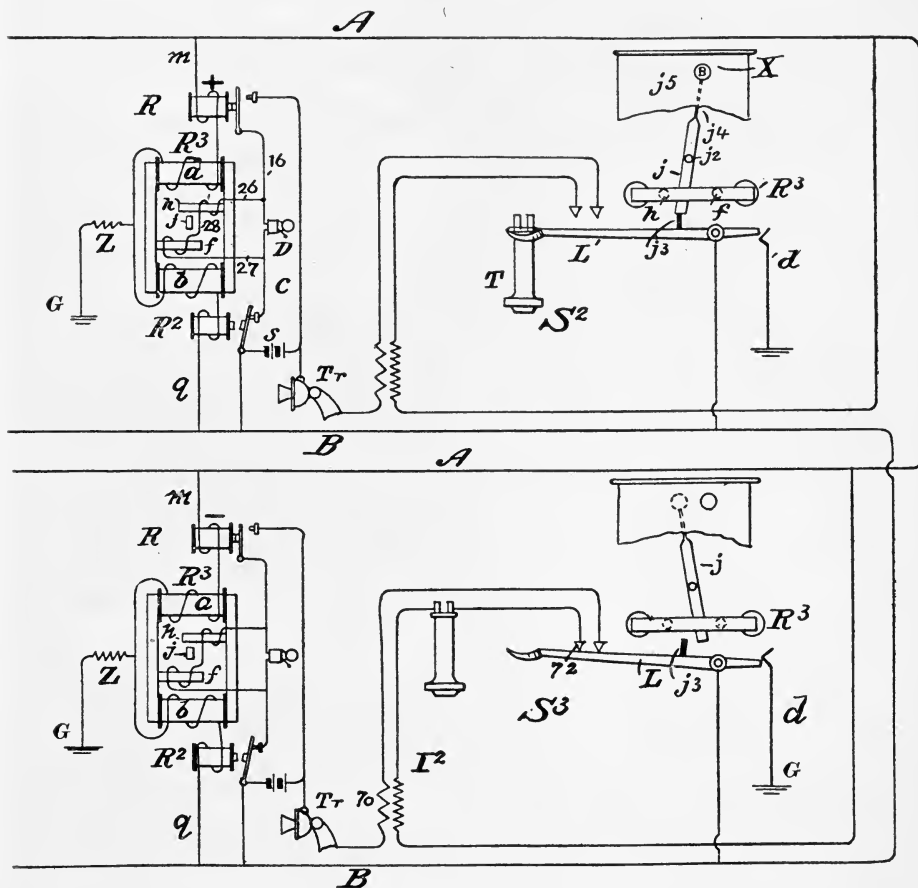 A
m
+
R
R³
a
16
h
26
j
28
D
f
Z
27
C
b
G
R²
S
q
Tr
B
X
B
j5
j4
j2
j
R³
h
f
L'
j3
T
S²
d
A
m
−
R
R³
a
h
j
f
Z
b
G
R²
q
70
Tr
I²
B
j
R³
72
L
j3
S³
d
G